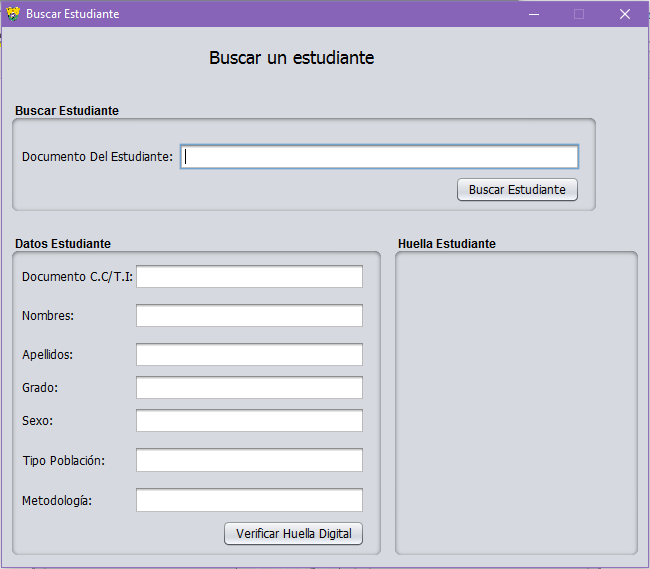 Buscar Estudiante
Buscar un estudiante
Buscar Estudiante
Documento Del Estudiante:
Buscar Estudiante
Datos Estudiante
Documento C.C/T.I:
Nombres:
Apellidos:
Grado:
Sexo:
Tipo Población:
Metodología:
Verificar Huella Digital
Huella Estudiante